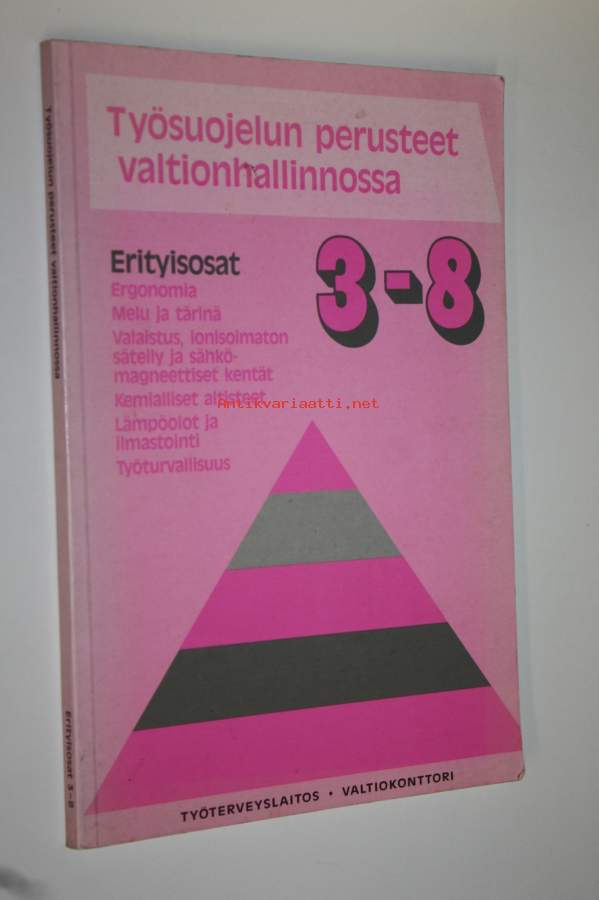 Työsuojelun perusteet
valtionhallinnossa
Erityisosat
3-8
Ergonomia
Melu ja tärinä
Valaistus, ionisoimaton
säteily ja sähkö-
magneettiset kentät
Kemialliset altisteet
Lämpöolot ja
ilmastointi
Työturvallisuus
Antikvariaatti.net
TYÖTERVEYSLAITOS • VALTIOKONTTORI
Työsuojelun perusteet valtionhallinnossa
Erityisosat 3-8